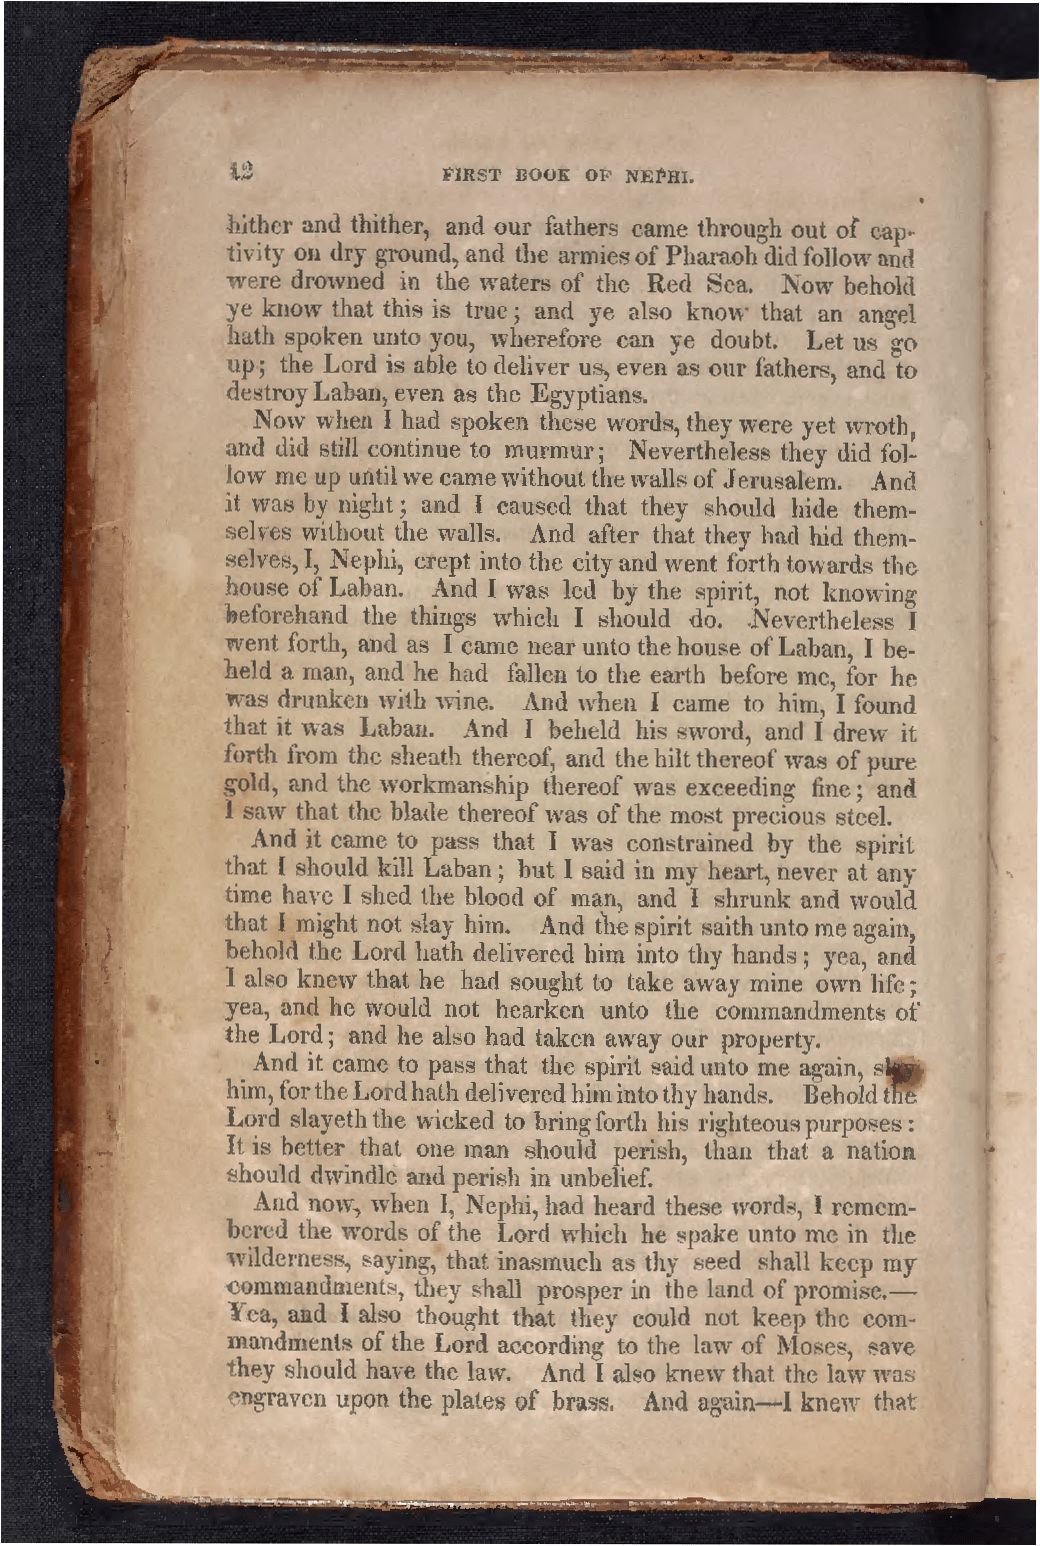 12 FIRST BOOK OF NEPHI.
hither and thither, and our fathers came through out of cap-
tivity on dry ground, and the armies of Pharaoh did follow and
were drowned in the waters of the Red Sea. Now behold
ye know that this is true; and ye also know that an angel
hath spoken unto you, wherefore can ye doubt. Let us go
up; the Lord is able to deliver us, even as our fathers, and to
destroy Laban, even as the Egyptians.
Now when I had spoken these words, they were yet wroth,
and did still continue to murmur; Nevertheless they did fol-
low me up until we came without the walls of Jerusalem. And
it was by night; and I caused that they should hide them-
selves without the walls. And after that they had hid them-
selves, I, Nephi, crept into the city and went forth towards the
house of Laban. And I was led by the spirit, not knowing
beforehand the things which I should do. Nevertheless I
went forth, and as I came near unto the house of Laban, I be-
held a man, and he had fallen to the earth before me, for he
was drunken with wine. And when I came to him, I found
that it was Laban. And I beheld his sword, and I drew it
forth from the sheath thereof, and the hilt thereof was of pure
gold, and the workmanship thereof was exceeding fine; and
I saw that the blade thereof was of the most precious steel.
And it came to pass that I was constrained by the spirit
that I should kill Laban; but I said in my heart, never at any
time have I shed the blood of man, and I shrunk and would
that I might not slay him. And the spirit saith unto me again,
behold the Lord hath delivered him into thy hands; yea, and
I also knew that he had sought to take away mine own life;
yea, and he would not hearken unto the commandments of
the Lord; and he also had taken away our property.
And it came to pass that the spirit said unto me again, slay
him, for the Lord hath delivered him into thy hands. Behold the
Lord slayeth the wicked to bring forth his righteous purposes:
It is better that one man should perish, than that a nation
should dwindle and perish in unbelief.
And now, when I, Nephi, had heard these words, I remem-
bered the words of the Lord which he spake unto me in the
wilderness, saying, that inasmuch as thy seed shall keep my
commandments, they shall prosper in the land of promise.—
Yea, and I also thought that they could not keep the com-
mandments of the Lord according to the law of Moses, save
they should have the law. And I also knew that the law was
engraven upon the plates of brass. And again—I knew that